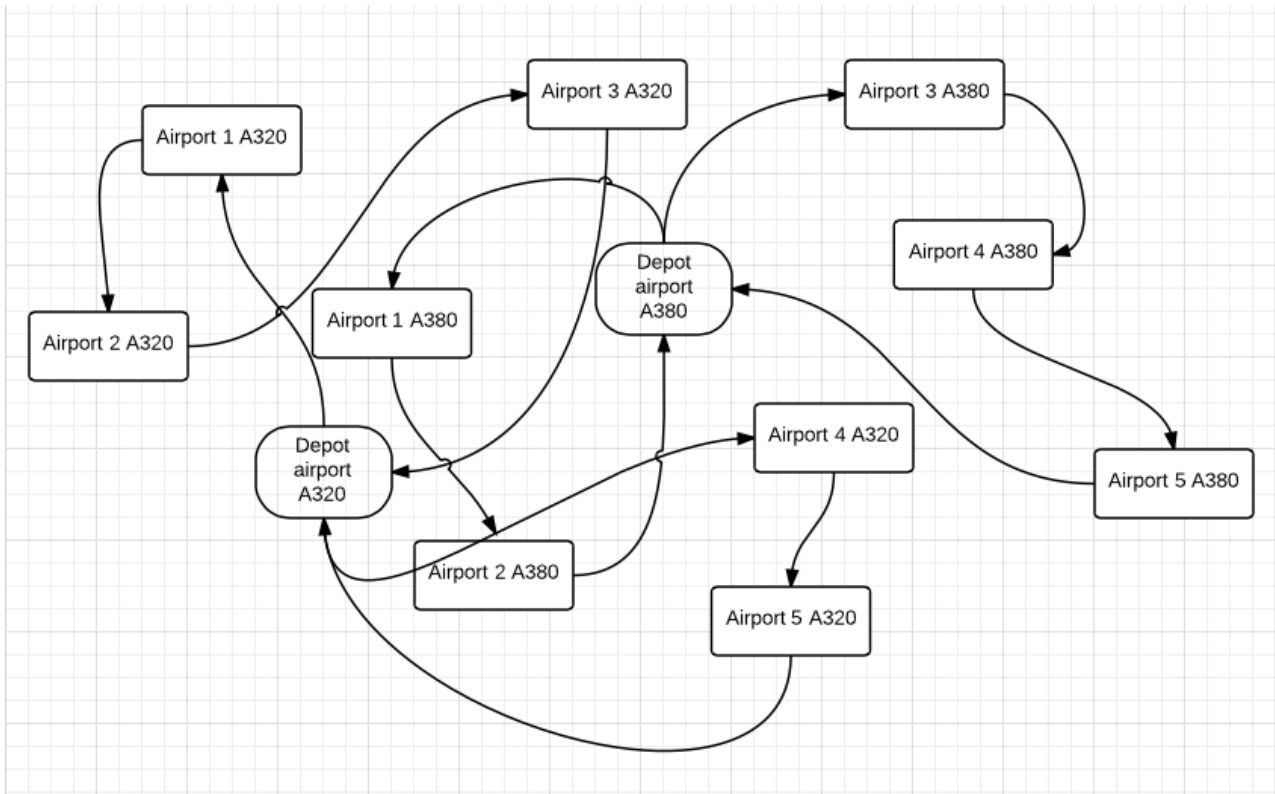 Airport 3 A320
Airport 3 A380
Airport 1 A320
Airport 4 A380
Depot
airport
A380
Airport 1 A380
Airport 2 A320
Airport 4 A320
Depot
airport
A320
Airport 5 A380
Airport 2 A380
Airport 5 A320